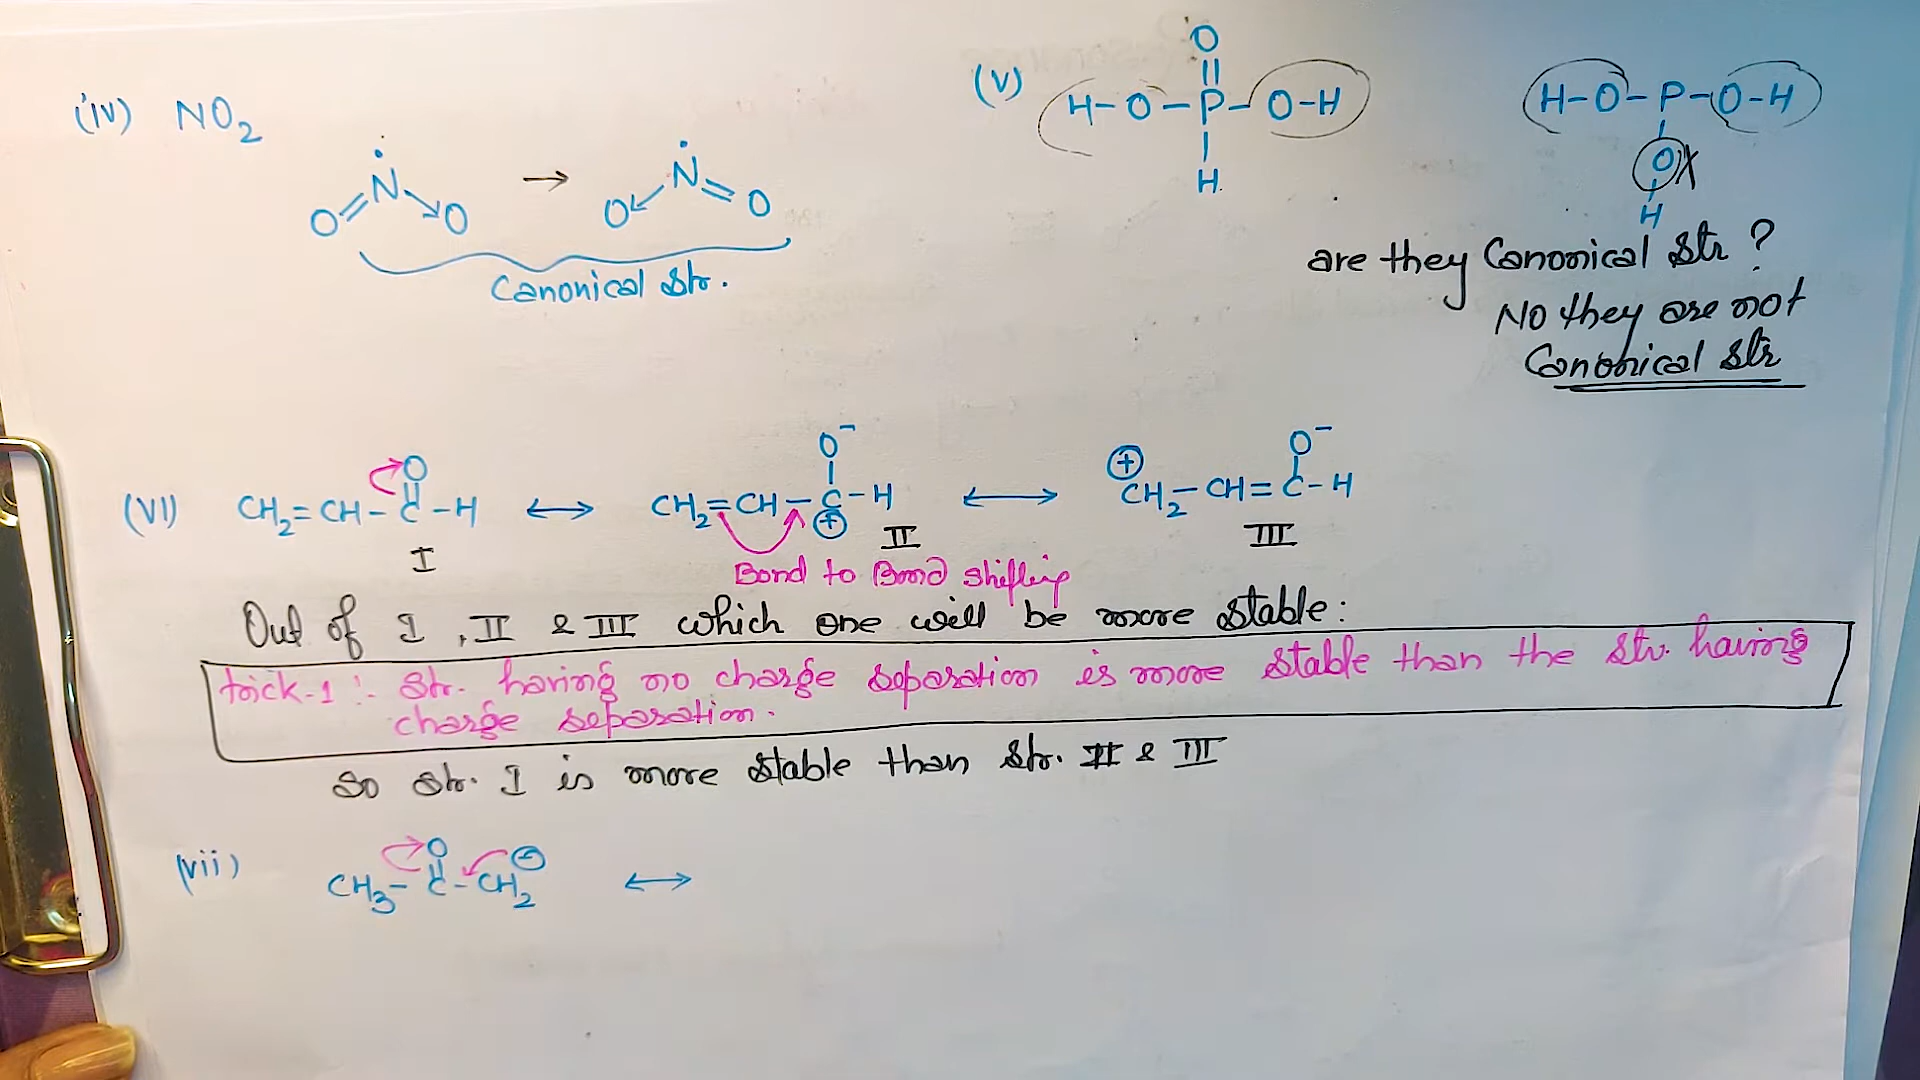 (iv) NO₂
O=N→O → O←N=O
Canonical Str.
(V)
O
||
H-O-P-O-H
|
H
H-O-P-O-H
|
O
|
H
are they Canonical Str ?
No they are not
Canonical Str
(VI)
O
||
CH₂=CH-C-H ↔
I
O⁻
|
CH₂=CH-C-H ↔
⊕
II
⊕ O⁻
|
CH₂-CH=C-H
III
Bond to Bond shifting
Out of I, II & III which one will be more stable:
trick-1:- Str. having no charge separation is more stable than the Str. having
charge separation.
So Str. I is more stable than Str. II & III
(vii)
O ⊖
||
CH₃-C-CH₂ ↔